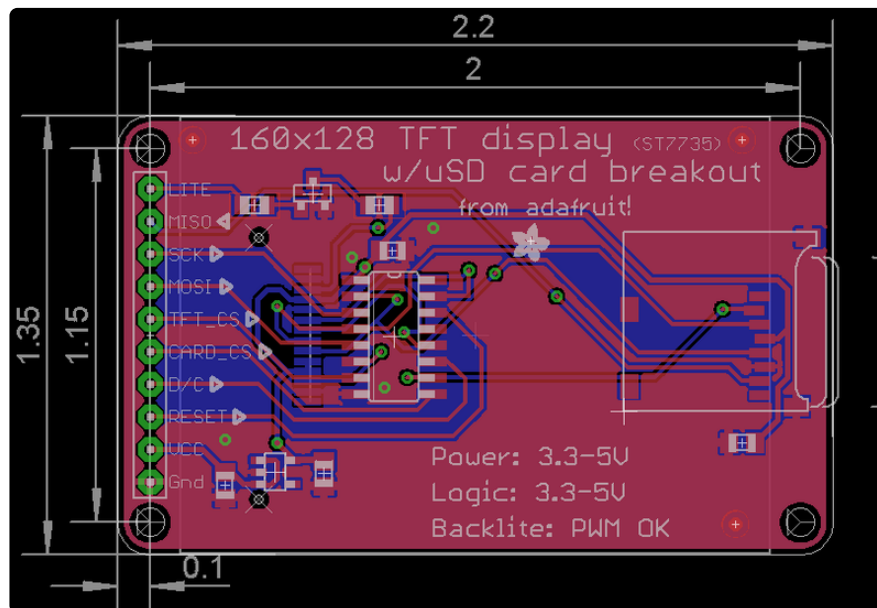 2.2
2
160x128 TFT display (ST7735)
w/uSD card breakout
from adafruit!
LITE
MISO
SCK
MOSI
TFT_CS
CARD_CS
D/C
RESET
VCC
Gnd
1.35
1.15
Power: 3.3-5V
Logic: 3.3-5V
Backlite: PWM OK
0.1